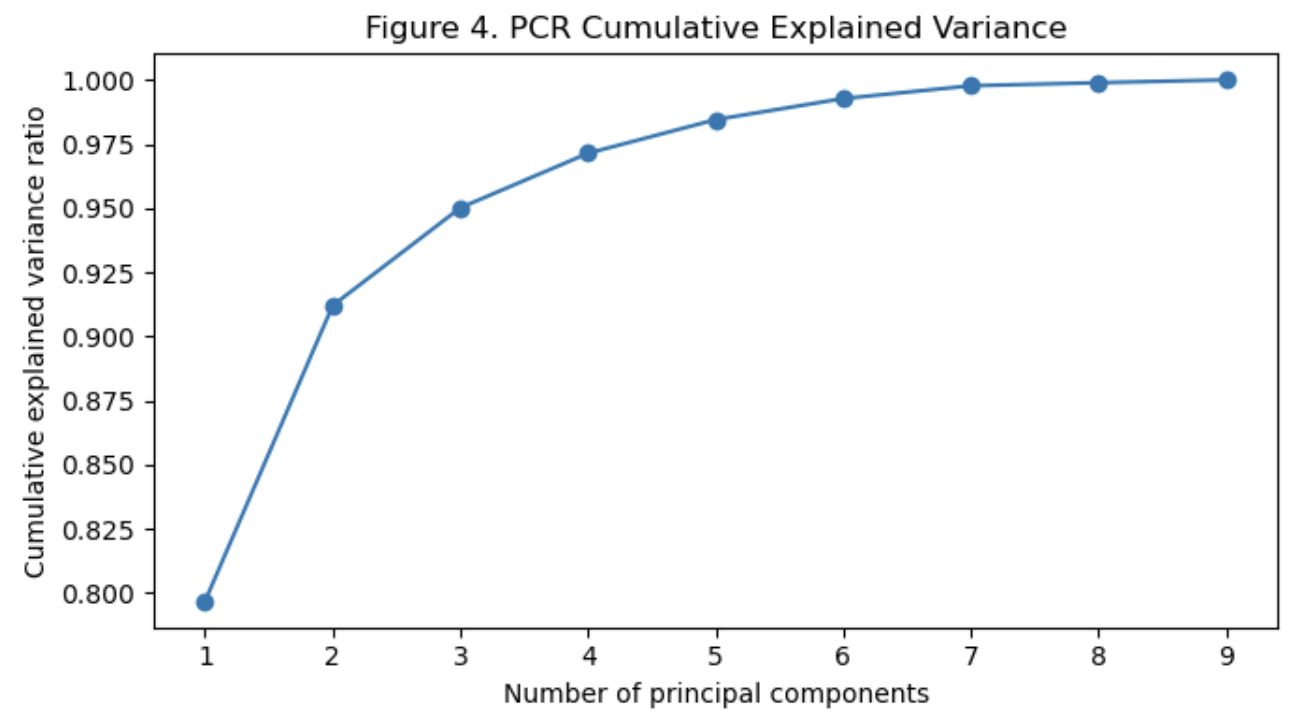 Figure 4. PCR Cumulative Explained Variance
Cumulative explained variance ratio
1.000
0.975
0.950
0.925
0.900
0.875
0.850
0.825
0.800
1 2 3 4 5 6 7 8 9
Number of principal components